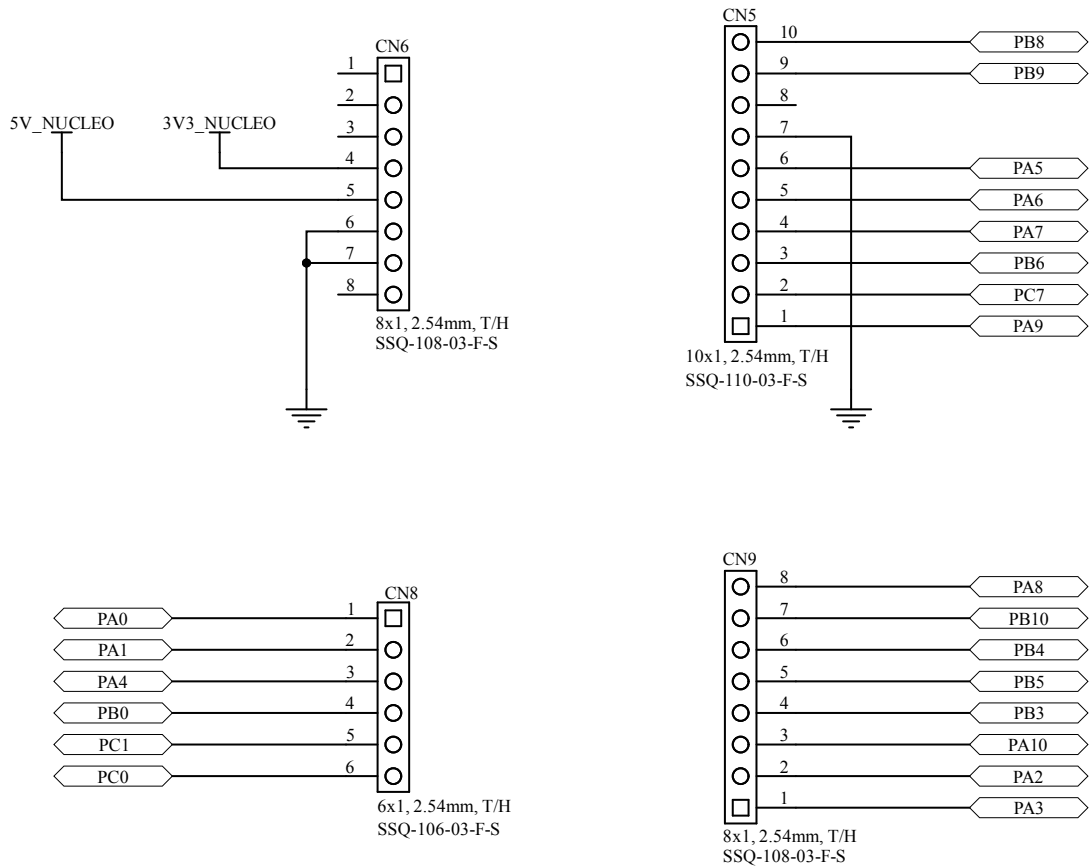 CN6
1
2
3
5V_NUCLEO
3V3_NUCLEO
4
5
6
7
8
8x1, 2.54mm, T/H
SSQ-108-03-F-S
CN5
10 PB8
9 PB9
8
7
6 PA5
5 PA6
4 PA7
3 PB6
2 PC7
1 PA9
10x1, 2.54mm, T/H
SSQ-110-03-F-S
CN8
PA0 1
PA1 2
PA4 3
PB0 4
PC1 5
PC0 6
6x1, 2.54mm, T/H
SSQ-106-03-F-S
CN9
8 PA8
7 PB10
6 PB4
5 PB5
4 PB3
3 PA10
2 PA2
1 PA3
8x1, 2.54mm, T/H
SSQ-108-03-F-S